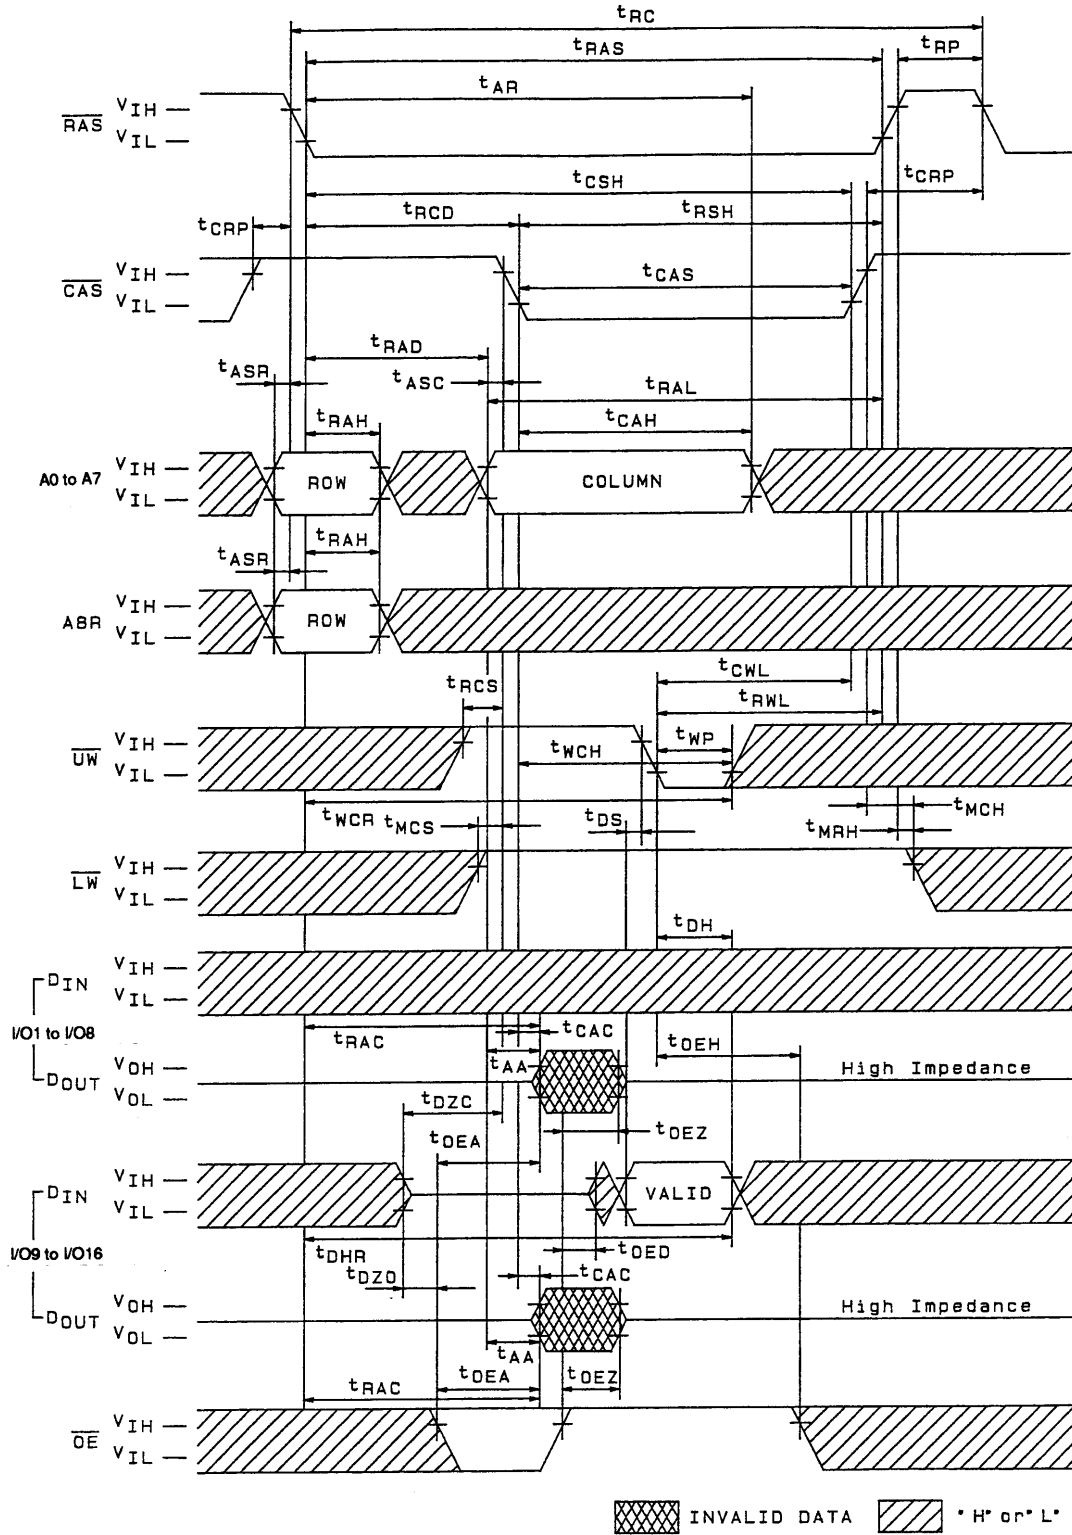 tRC
tRAS tRP
tAR
RAS VIH
VIL
tCSH tCRP
tCRP tRCD tRSH
CAS VIH
VIL
tCAS
tRAD
tASR tASC tRAL
tRAH tCAH
A0 to A7 VIH
VIL
ROW COLUMN
tASR tRAH
A8R VIH
VIL
ROW
tCWL
tRCS tRWL
UW VIH
VIL
tWCH tWP
tWCR tMCS tDS tMRH tMCH
LW VIH
VIL
tDH
DIN VIH
VIL
I/O1 to I/O8
tRAC tCAC tOEH
DOUT VOH
VOL
tAA High Impedance
tDZC
tOEA tOEZ
DIN VIH
VIL
VALID
I/O9 to I/O16
tDHR tOED
tDZO tCAC
DOUT VOH
VOL
High Impedance
tAA
tRAC tOEA tOEZ
OE VIH
VIL
INVALID DATA "H" or "L"